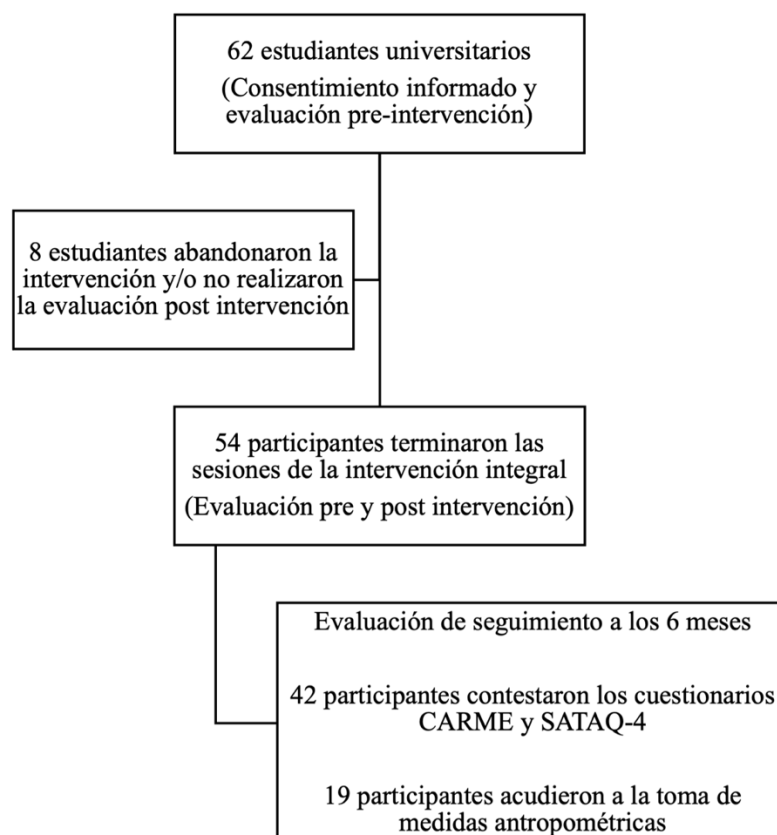 62 estudiantes universitarios
(Consentimiento informado y
evaluación pre-intervención)
8 estudiantes abandonaron la
intervención y/o no realizaron
la evaluación post intervención
54 participantes terminaron las
sesiones de la intervención integral
(Evaluación pre y post intervención)
Evaluación de seguimiento a los 6 meses
42 participantes contestaron los cuestionarios
CARME y SATAQ-4
19 participantes acudieron a la toma de
medidas antropométricas